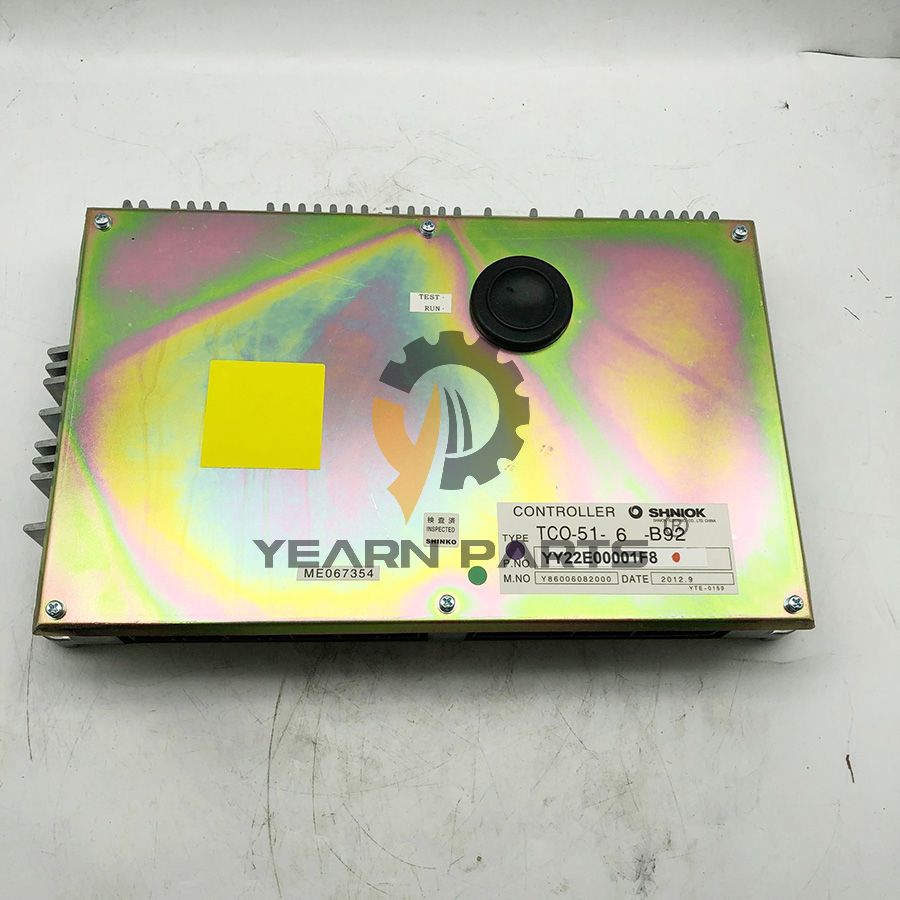 TEST ·
RUN ·
CONTROLLER SHNIOK
TYPE TCO-51- 6 -B92
P.NO. YY22E00001F8
M.NO Y86006082000 DATE 2012.9
YTE-0159
検査済
INSPECTED
SHINKO
YEARN PARTS
ME067354